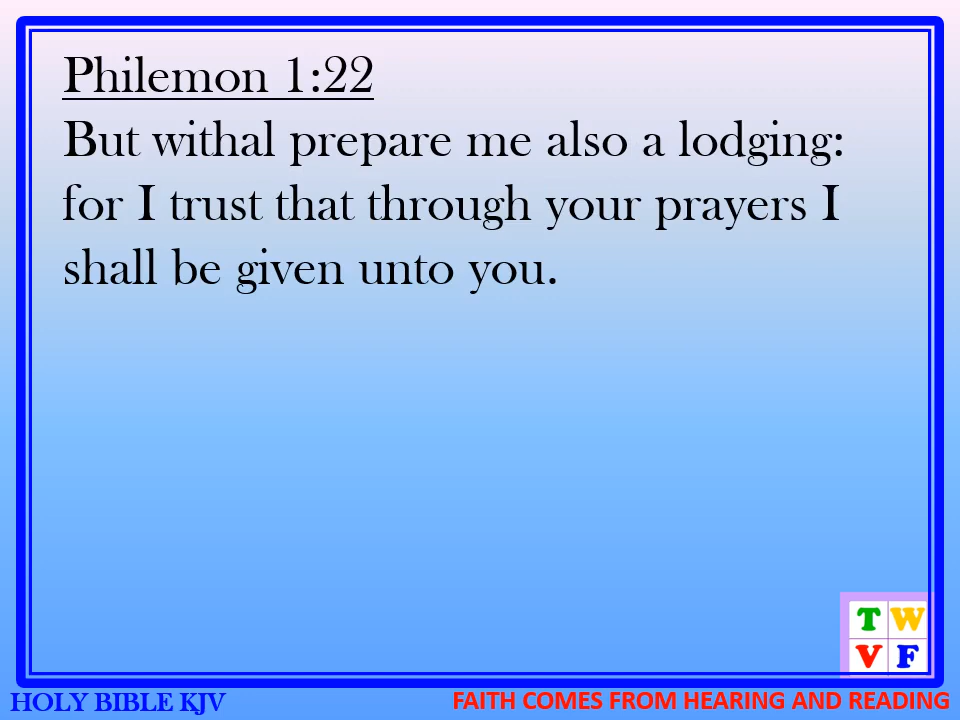 Philemon 1:22
But withal prepare me also a lodging:
for I trust that through your prayers I
shall be given unto you.
T W
V F
HOLY BIBLE KJV
FAITH COMES FROM HEARING AND READING